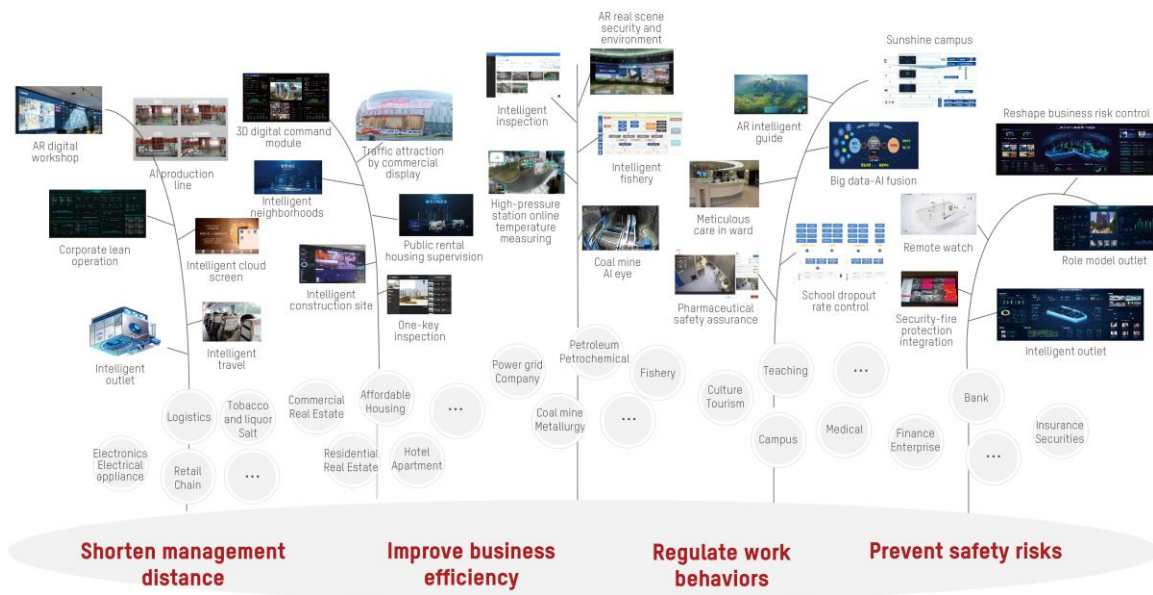 AR digital
workshop
AI production
line
Corporate lean
operation
Intelligent cloud
screen
Intelligent
outlet
Intelligent
travel
3D digital command
module
Traffic attraction
by commercial
display
Intelligent
neighborhoods
Public rental
housing supervision
Intelligent
construction site
One-key
inspection
AR real scene
security and
environment
Intelligent
inspection
Intelligent
fishery
High-pressure
station online
temperature
measuring
Coal mine
AI eye
Sunshine campus
AR intelligent
guide
Big data-AI fusion
Meticulous
care in ward
Pharmaceutical
safety assurance
School dropout
rate control
Reshape business risk control
Remote watch
Role model outlet
Security-fire
protection
integration
Intelligent outlet
Logistics
Tobacco
and liquor
Salt
Electronics
Electrical
appliance
Retail
Chain
...
Commercial
Real Estate
Affordable
Housing
...
Residential
Real Estate
Hotel
Apartment
Power grid
Company
Petroleum
Petrochemical
Fishery
Coal mine
Metallurgy
...
Culture
Tourism
Teaching
...
Campus
Medical
Finance
Enterprise
Bank
...
Insurance
Securities
Shorten management
distance
Improve business
efficiency
Regulate work
behaviors
Prevent safety risks